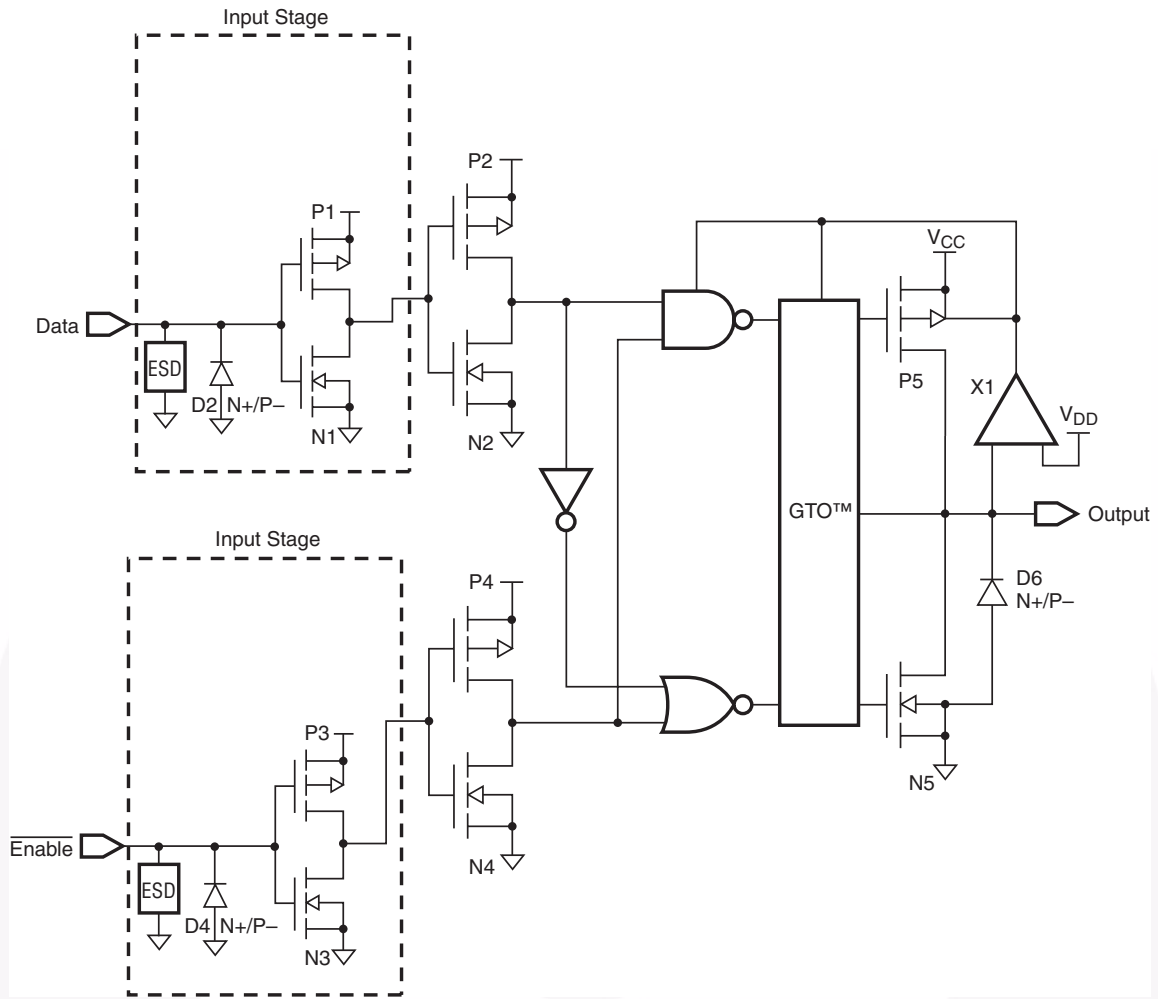 Input Stage
P2
P1
VCC
Data
ESD
D2 N+/P–
P5
X1
VDD
N1
N2
GTO™
Output
Input Stage
P4
D6
N+/P–
P3
N5
Enable
ESD
N4
D4 N+/P–
N3